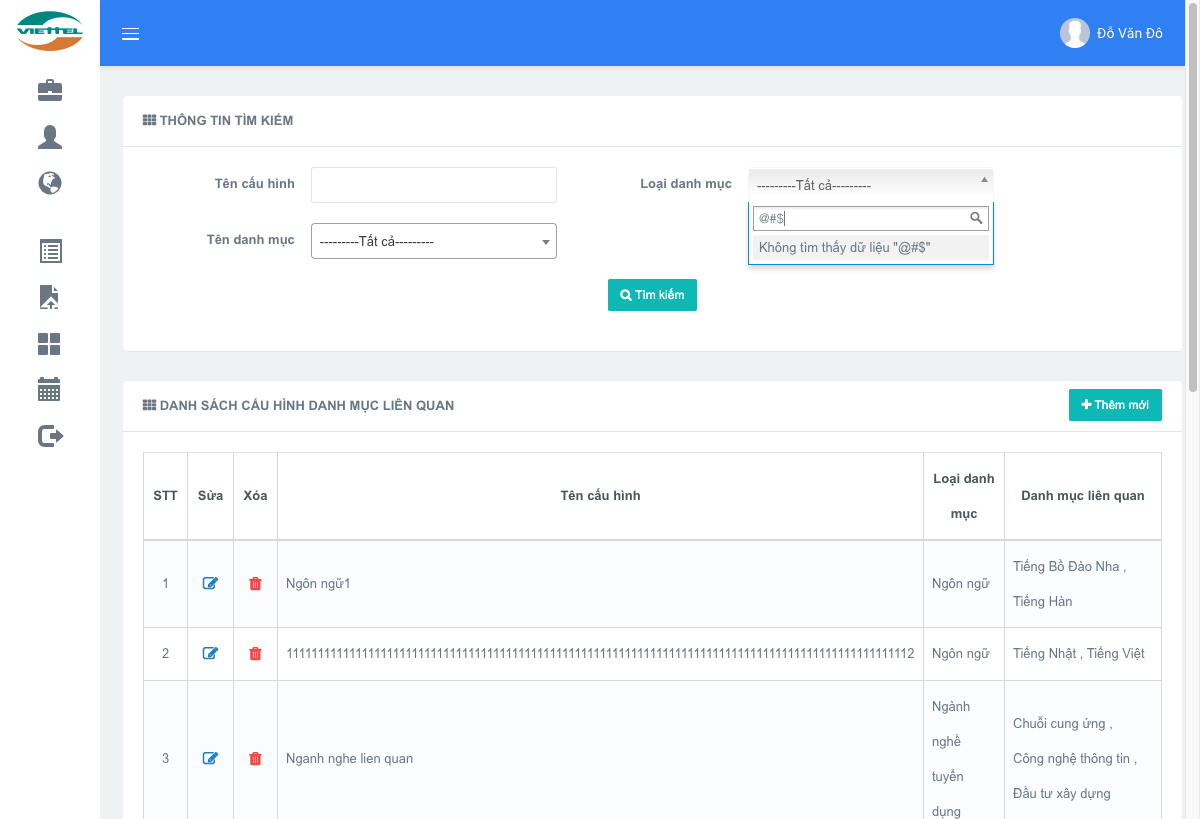 VIETTEL
Đỗ Văn Đô
THÔNG TIN TÌM KIẾM
Tên cấu hình
Loại danh mục
---------Tất cả---------
@#$
Không tìm thấy dữ liệu "@#$"
Tên danh mục
---------Tất cả---------
Tìm kiếm
DANH SÁCH CẤU HÌNH DANH MỤC LIÊN QUAN
Thêm mới
STT
Sửa
Xóa
Tên cấu hình
Loại danh
mục
Danh mục liên quan
1
Ngôn ngữ1
Ngôn ngữ
Tiếng Bồ Đào Nha ,
Tiếng Hàn
2
Ngôn ngữ
Tiếng Nhật , Tiếng Việt
3
Nganh nghe lien quan
Ngành
nghề
tuyển
dụng
Chuỗi cung ứng ,
Công nghệ thông tin ,
Đầu tư xây dựng